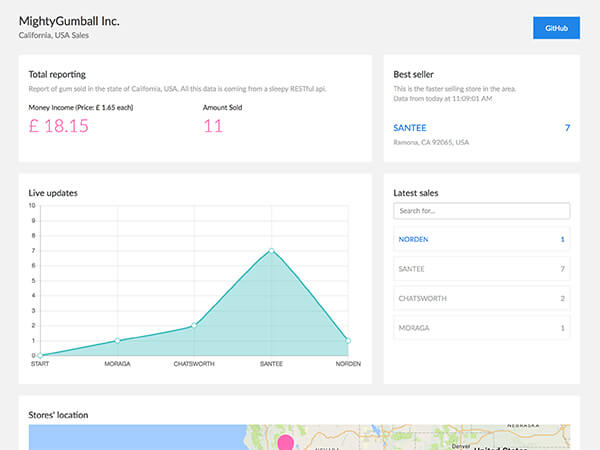 MightyGumball Inc.
California, USA Sales
GitHub
Total reporting
Report of gum sold in the state of California, USA. All this data is coming from a sleepy RESTful api.
Money Income (Price: £ 1.65 each)
Amount Sold
£ 18.15
11
Best seller
This is the faster selling store in the area.
Data from today at 11:09:01 AM
SANTEE
7
Ramona, CA 92065, USA
Live updates
10
9
8
7
6
5
4
3
2
1
0
START
MORAGA
CHATSWORTH
SANTEE
NORDEN
Latest sales
Search for...
NORDEN
1
SANTEE
7
CHATSWORTH
2
MORAGA
1
Stores' location
NEBRASKA
NEVADA
Denver
United States